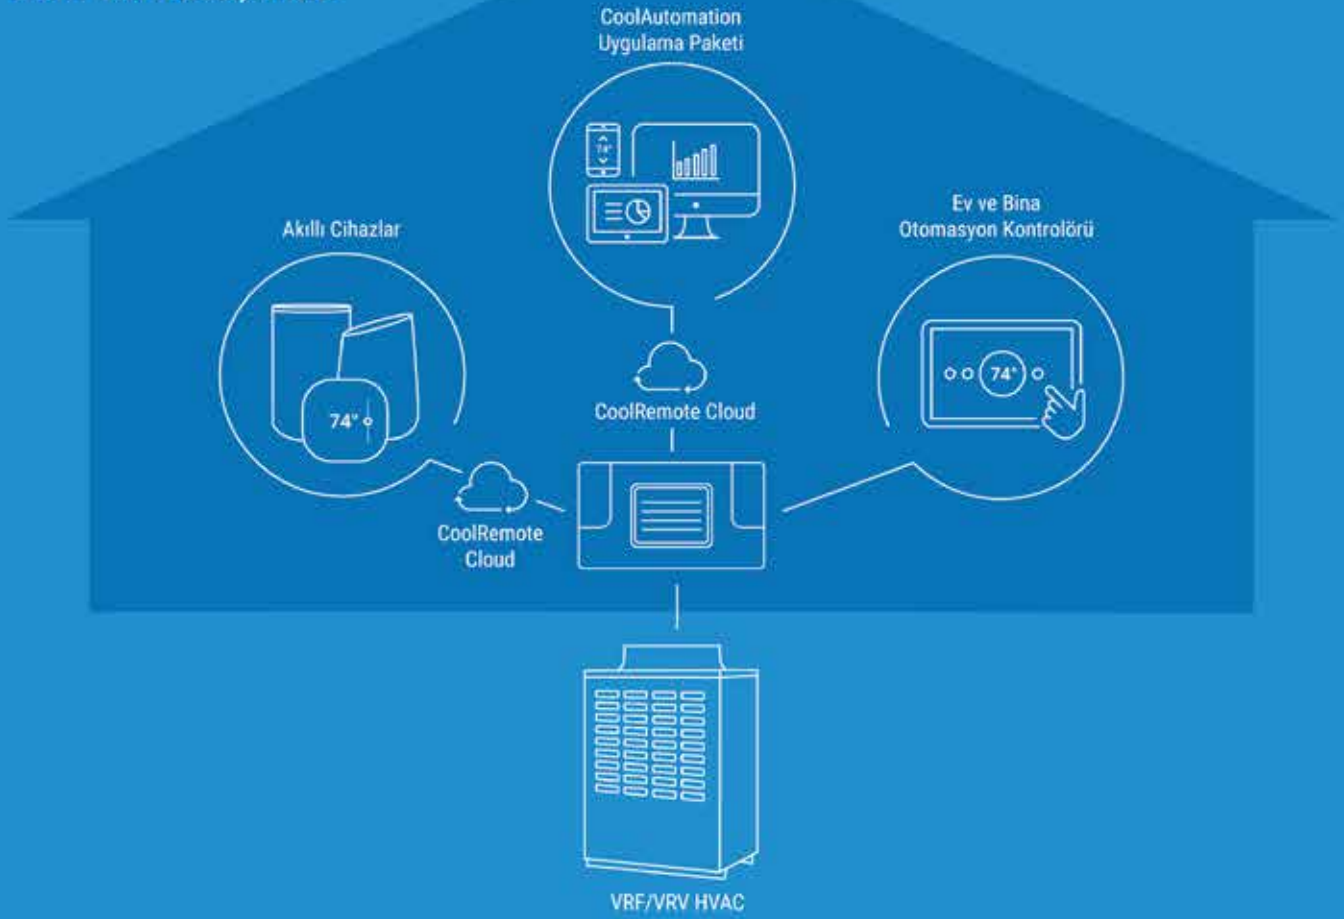 CoolAutomation
Uygulama Paketi
74°
Akıllı Cihazlar
Ev ve Bina
Otomasyon Kontrolörü
74°
74°
CoolRemote Cloud
CoolRemote
Cloud
VRF/VRV HVAC